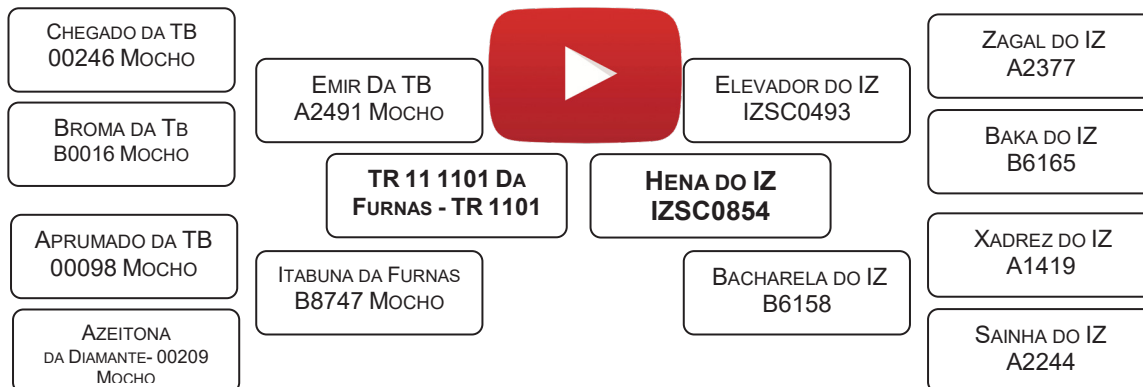 Chegado da TB
00246 Mocho
Broma da Tb
B0016 Mocho
Aprumado da TB
00098 Mocho
Azeitona
da Diamante- 00209
Mocho
Emir Da TB
A2491 Mocho
Itabuna da Furnas
B8747 Mocho
TR 11 1101 Da
Furnas - TR 1101
Hena do IZ
IZSC0854
Elevador do IZ
IZSC0493
Bacharela do IZ
B6158
Zagal do IZ
A2377
Baka do IZ
B6165
Xadrez do IZ
A1419
Sainha do IZ
A2244